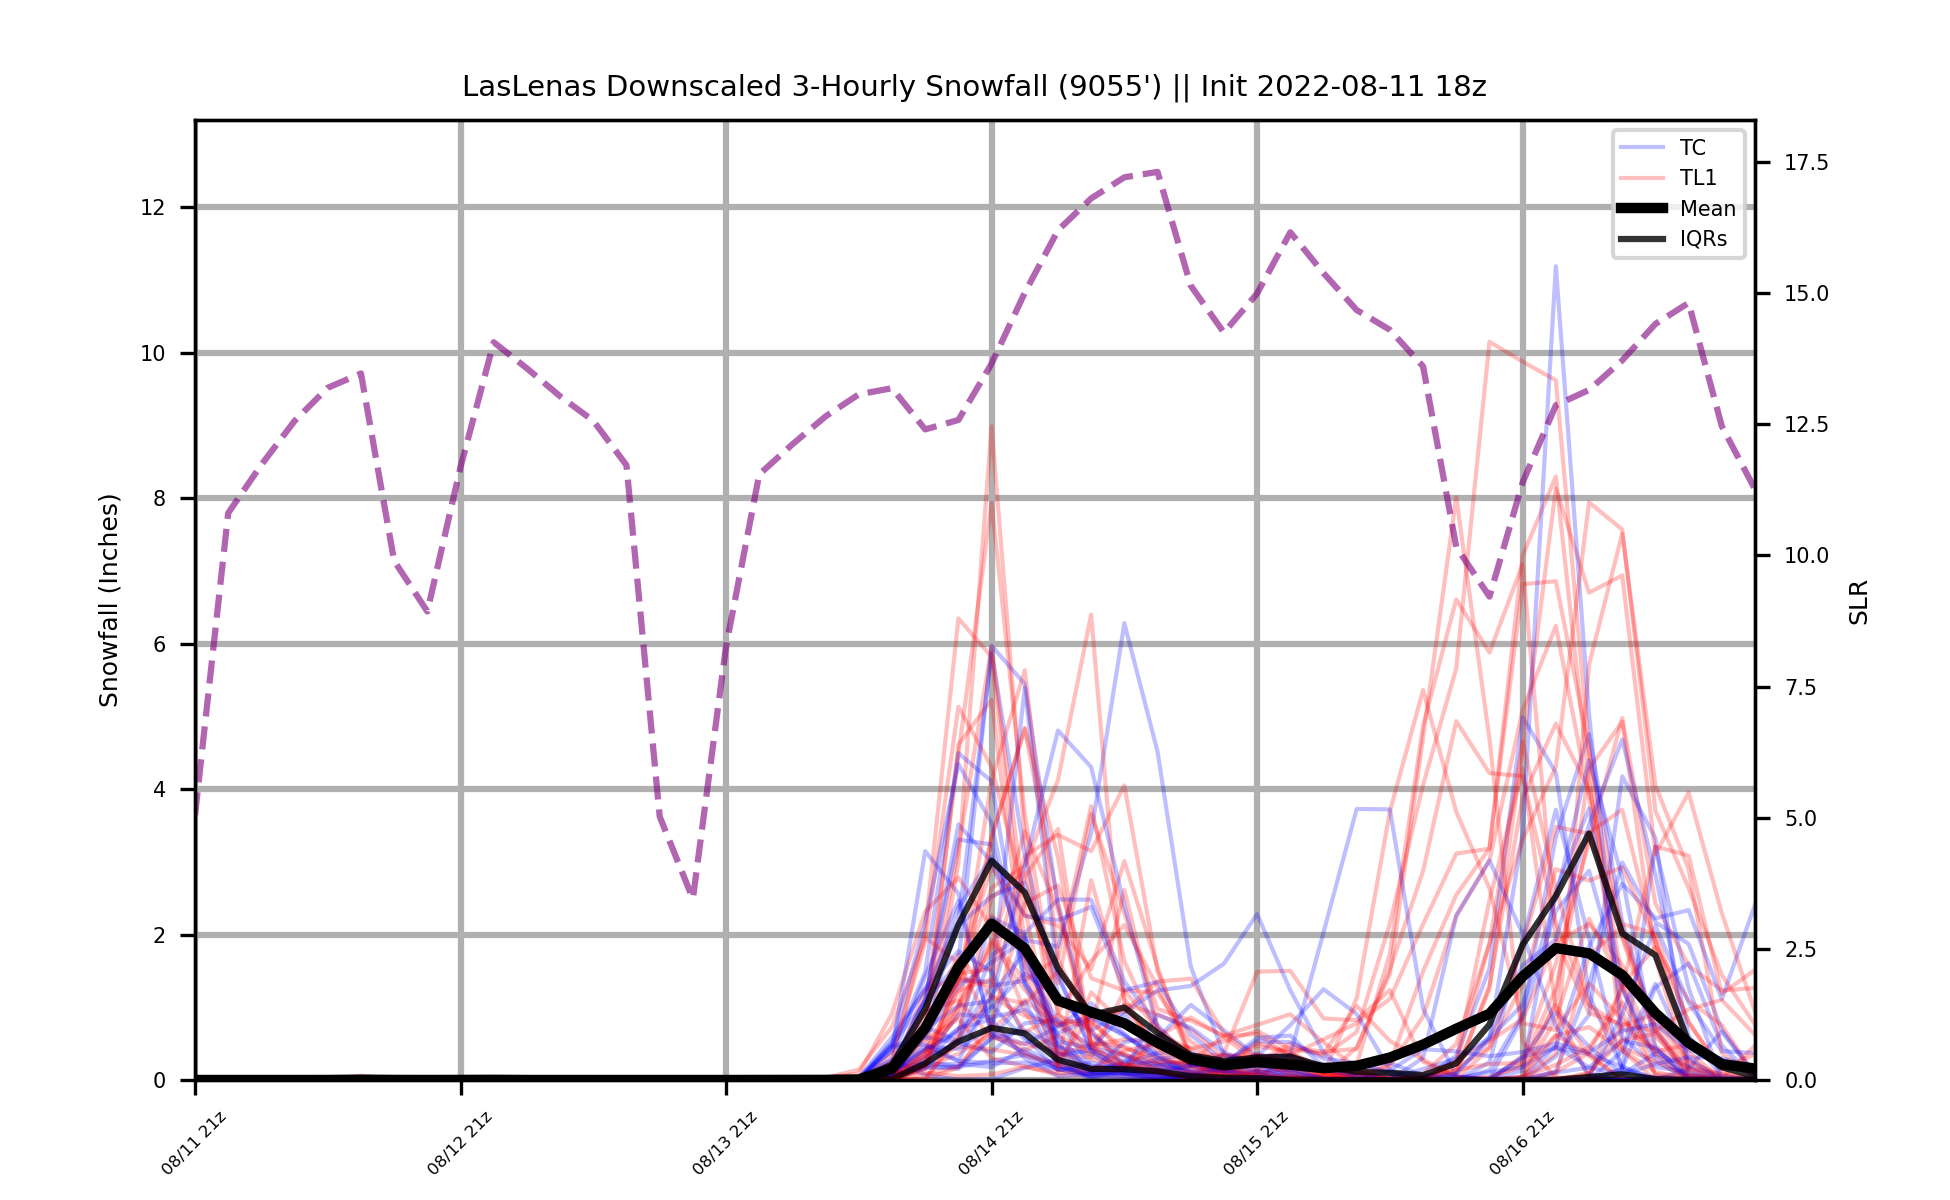 LasLenas Downscaled 3-Hourly Snowfall (9055') || Init 2022-08-11 18z
TC
TL1
Mean
IQRs
12
10
8
6
4
2
0
Snowfall (Inches)
17.5
15.0
12.5
10.0
7.5
5.0
2.5
0.0
SLR
08/11 21z
08/12 21z
08/13 21z
08/14 21z
08/15 21z
08/16 21z